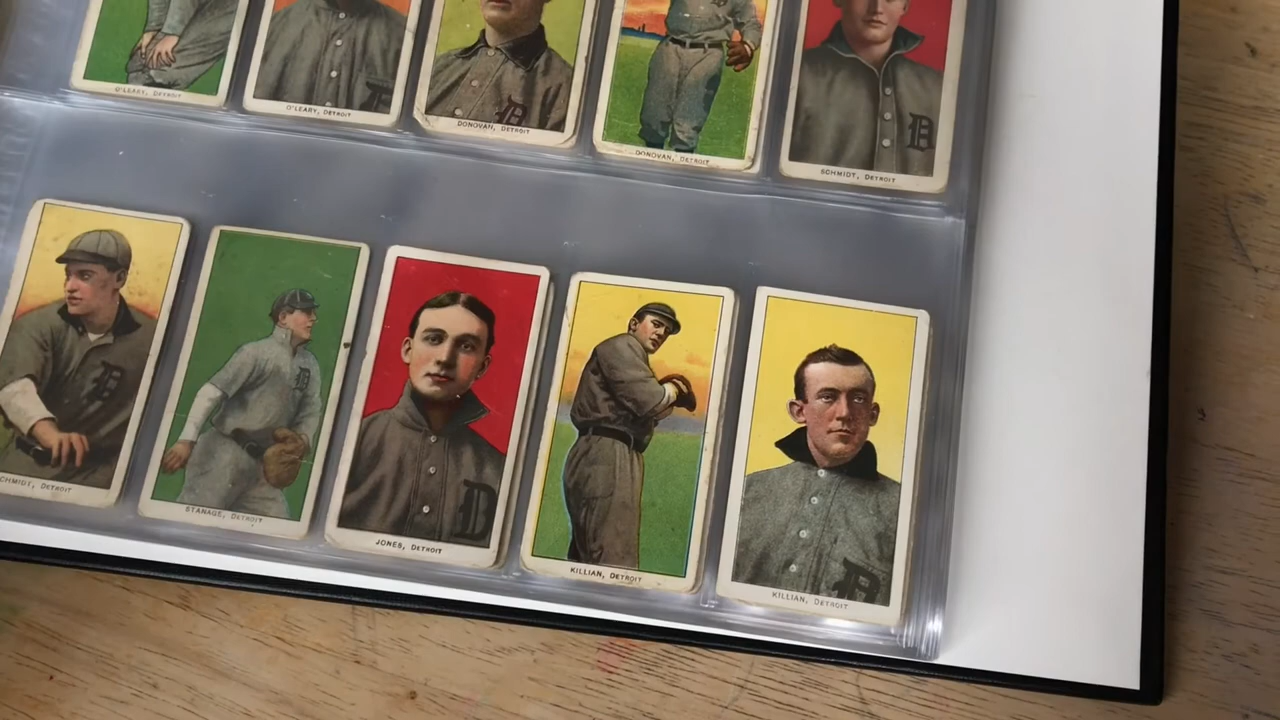 O'LEARY, DETROIT
O'LEARY, DETROIT
DONOVAN, DETROIT
DONOVAN, DETROIT
SCHMIDT, DETROIT
D
D
CHMIDT, DETROIT
STANAGE, DETROIT
JONES, DETROIT
KILLIAN, DETROIT
KILLIAN, DETROIT
D
D
D
D